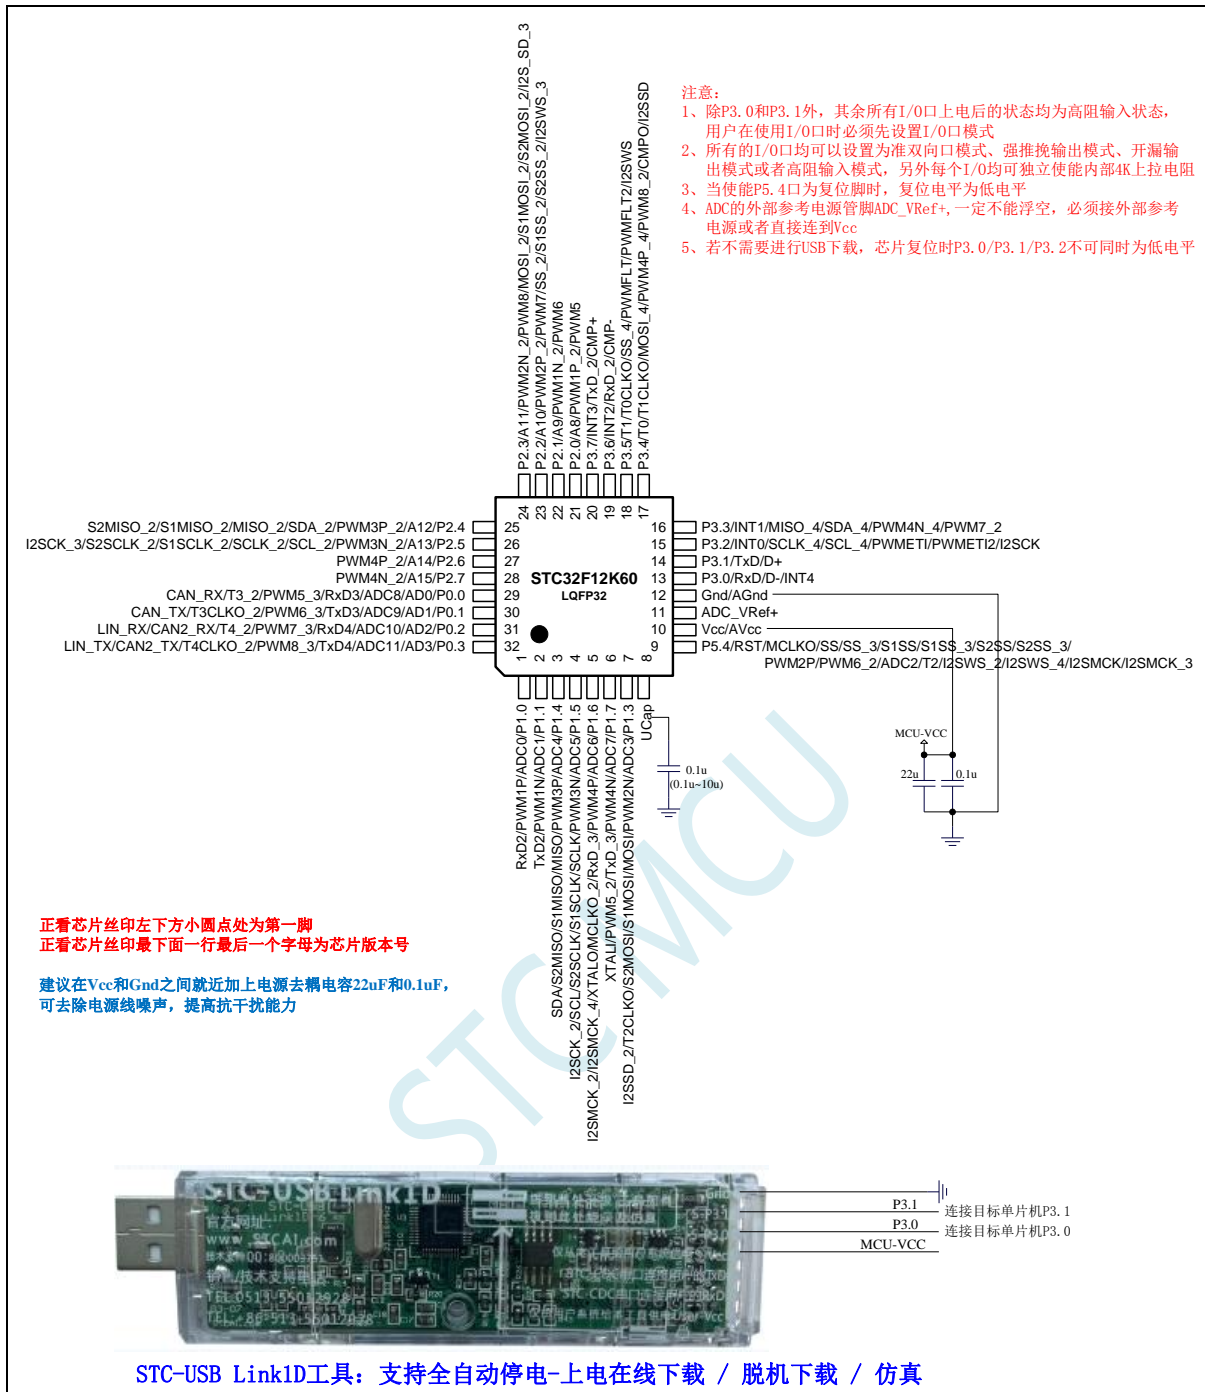 P2.3/A11/PWM2N_2/PWM8/MOSI_2/S1MOSI_2/S2MOSI_2/I2S_SD_3
P2.2/A10/PWM2P_2/PWM7/SS_2/S1SS_2/S2SS_2/I2SWS_3
P2.1/A9/PWM1N_2/PWM6
P2.0/A8/PWM1P_2/PWM5
P3.7/INT3/TxD_2/CMP+
P3.6/INT2/RxD_2/CMP-
P3.5/T1/T0CLKO/SS_4/PWMFLT/PWMFLT2/I2SWS
P3.4/T0/T1CLKO/MOSI_4/PWM4P_4/PWM8_2/CMPO/I2SSD
注意：
1、除P3.0和P3.1外，其余所有I/O口上电后的状态均为高阻输入状态，
用户在使用I/O口时必须先设置I/O口模式
2、所有的I/O口均可以设置为准双向口模式、强推挽输出模式、开漏输
出模式或者高阻输入模式，另外每个I/O均可独立使能内部4K上拉电阻
3、当使能P5.4口为复位脚时，复位电平为低电平
4、ADC的外部参考电源管脚ADC_VRef+,一定不能浮空，必须接外部参考
电源或者直接连到Vcc
5、若不需要进行USB下载，芯片复位时P3.0/P3.1/P3.2不可同时为低电平
24 23 22 21 20 19 18 17
S2MISO_2/S1MISO_2/MISO_2/SDA_2/PWM3P_2/A12/P2.4 25
I2SCK_3/S2SCLK_2/S1SCLK_2/SCLK_2/SCL_2/PWM3N_2/A13/P2.5 26
PWM4P_2/A14/P2.6 27
PWM4N_2/A15/P2.7 28
CAN_RX/T3_2/PWM5_3/RxD3/ADC8/AD0/P0.0 29
CAN_TX/T3CLKO_2/PWM6_3/TxD3/ADC9/AD1/P0.1 30
LIN_RX/CAN2_RX/T4_2/PWM7_3/RxD4/ADC10/AD2/P0.2 31
LIN_TX/CAN2_TX/T4CLKO_2/PWM8_3/TxD4/ADC11/AD3/P0.3 32
STC32F12K60
LQFP32
16 P3.3/INT1/MISO_4/SDA_4/PWM4N_4/PWM7_2
15 P3.2/INT0/SCLK_4/SCL_4/PWMETI/PWMETI2/I2SCK
14 P3.1/TxD/D+
13 P3.0/RxD/D-/INT4
12 Gnd/AGnd
11 ADC_VRef+
10 Vcc/AVcc
9 P5.4/RST/MCLKO/SS/SS_3/S1SS/S1SS_3/S2SS/S2SS_3/
PWM2P/PWM6_2/ADC2/T2/I2SWS_2/I2SWS_4/I2SMCK/I2SMCK_3
1 2 3 4 5 6 7 8
RxD2/PWM1P/ADC0/P1.0
TxD2/PWM1N/ADC1/P1.1
SDA/S2MISO/S1MISO/MISO/PWM3P/ADC4/P1.4
I2SCK_2/SCL/S2SCLK/S1SCLK/SCLK/PWM3N/ADC5/P1.5
I2SMCK_2/I2SMCK_4/XTALO/MCLKO_2/RxD_3/PWM4P/ADC6/P1.6
XTALI/PWM5_2/TxD_3/PWM4N/ADC7/P1.7
I2SSD_2/T2CLKO/S2MOSI/S1MOSI/MOSI/PWM2N/ADC3/P1.3
UCap
0.1u
(0.1u~10u)
MCU-VCC
22u
0.1u
正看芯片丝印左下方小圆点处为第一脚
正看芯片丝印最下面一行最后一个字母为芯片版本号
建议在Vcc和Gnd之间就近加上电源去耦电容22uF和0.1uF，
可去除电源线噪声，提高抗干扰能力
STCMCU
STC-USB Link1D
官方网址:
www.STCAI.com
Gnd
P3.1 连接目标单片机P3.1
P3.0 连接目标单片机P3.0
MCU-VCC
STC-USB Link1D工具：支持全自动停电-上电在线下载 / 脱机下载 / 仿真